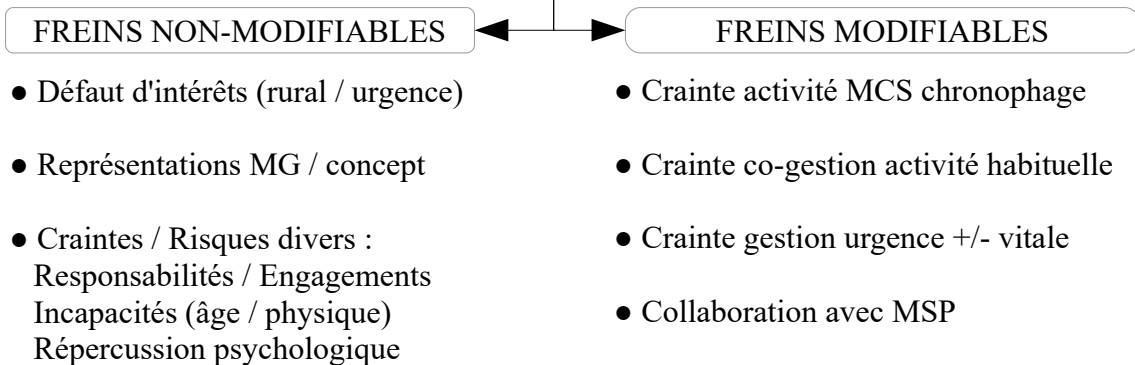 FREINS NON-MODIFIABLES
● Défaut d'intérêts (rural / urgence)
● Représentations MG / concept
● Craintes / Risques divers :
Responsabilités / Engagements
Incapacités (âge / physique)
Répercussion psychologique
FREINS MODIFIABLES
● Crainte activité MCS chronophage
● Crainte co-gestion activité habituelle
● Crainte gestion urgence +/- vitale
● Collaboration avec MSP